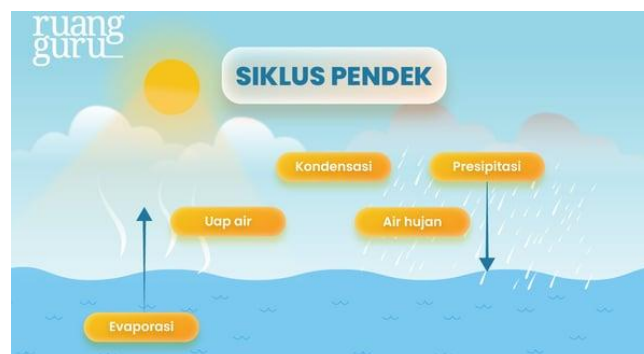 ruang
guru
SIKLUS PENDEK
Kondensasi
Presipitasi
Uap air
Air hujan
Evaporasi